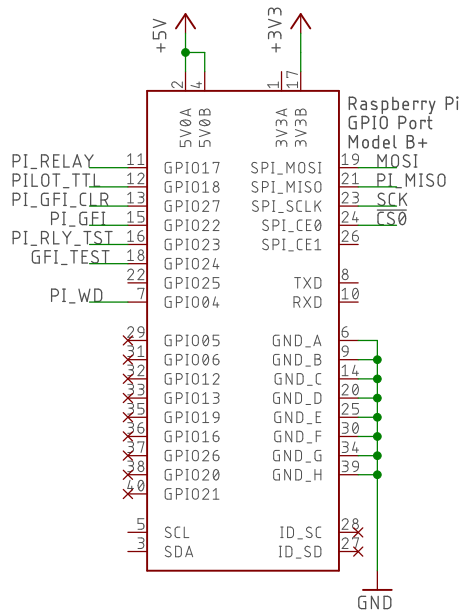 +5V
+3V3
2
4
1
17
5V0A
5V0B
3V3A
3V3B
Raspberry Pi
GPIO Port
Model B+
PI_RELAY 11 GPIO17 SPI_MOSI 19 MOSI
PILOT_TTL 12 GPIO18 SPI_MISO 21 PI_MISO
PI_GFI_CLR 13 GPIO27 SPI_SCLK 23 SCK
PI_GFI 15 GPIO22 SPI_CE0 24 CS0
PI_RLY_TST 16 GPIO23 SPI_CE1 26
GFI_TEST 18 GPIO24
22 GPIO25 TXD 8
PI_WD 7 GPIO04 RXD 10
29 GPIO05 GND_A 6
31 GPIO06 GND_B 9
32 GPIO12 GND_C 14
33 GPIO13 GND_D 20
35 GPIO19 GND_E 25
36 GPIO16 GND_F 30
37 GPIO26 GND_G 34
38 GPIO20 GND_H 39
40 GPIO21
5 SCL ID_SC 28
3 SDA ID_SD 27
GND